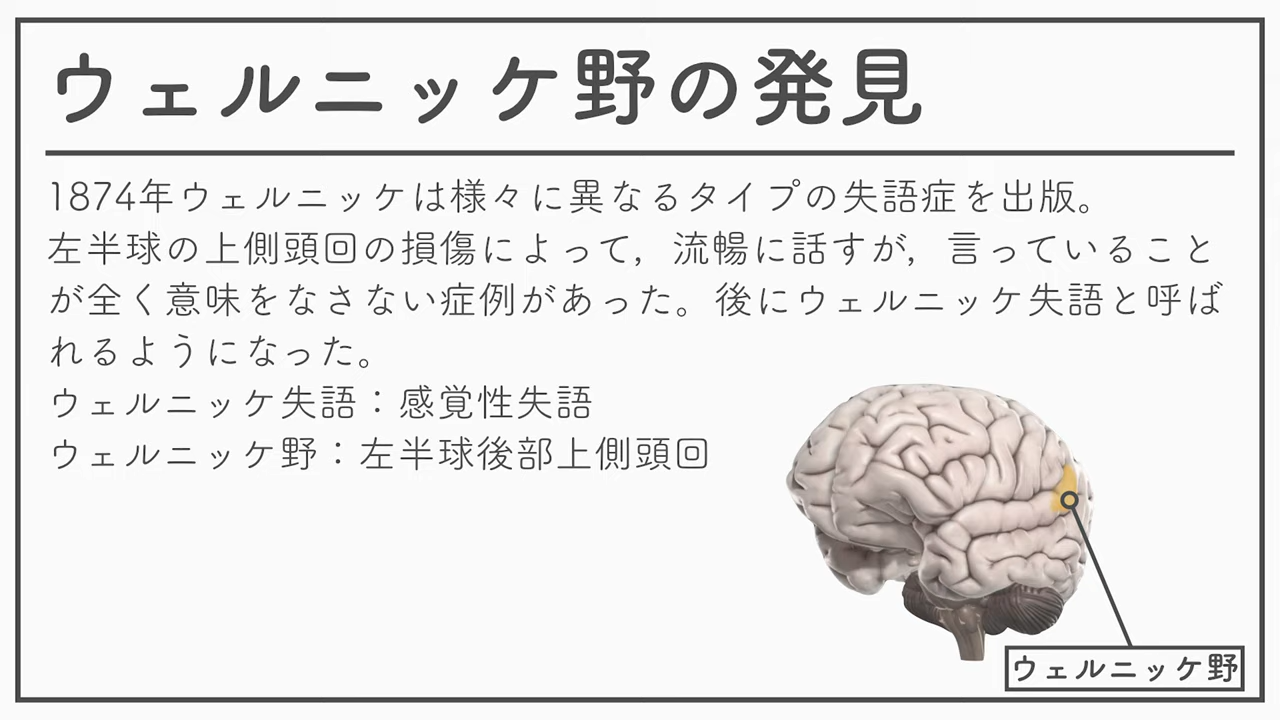 ウェルニッケ野の発見
1874年ウェルニッケは様々に異なるタイプの失語症を出版。
左半球の上側頭回の損傷によって，流暢に話すが，言っていること
が全く意味をなさない症例があった。後にウェルニッケ失語と呼ば
れるようになった。
ウェルニッケ失語：感覚性失語
ウェルニッケ野：左半球後部上側頭回
ウェルニッケ野